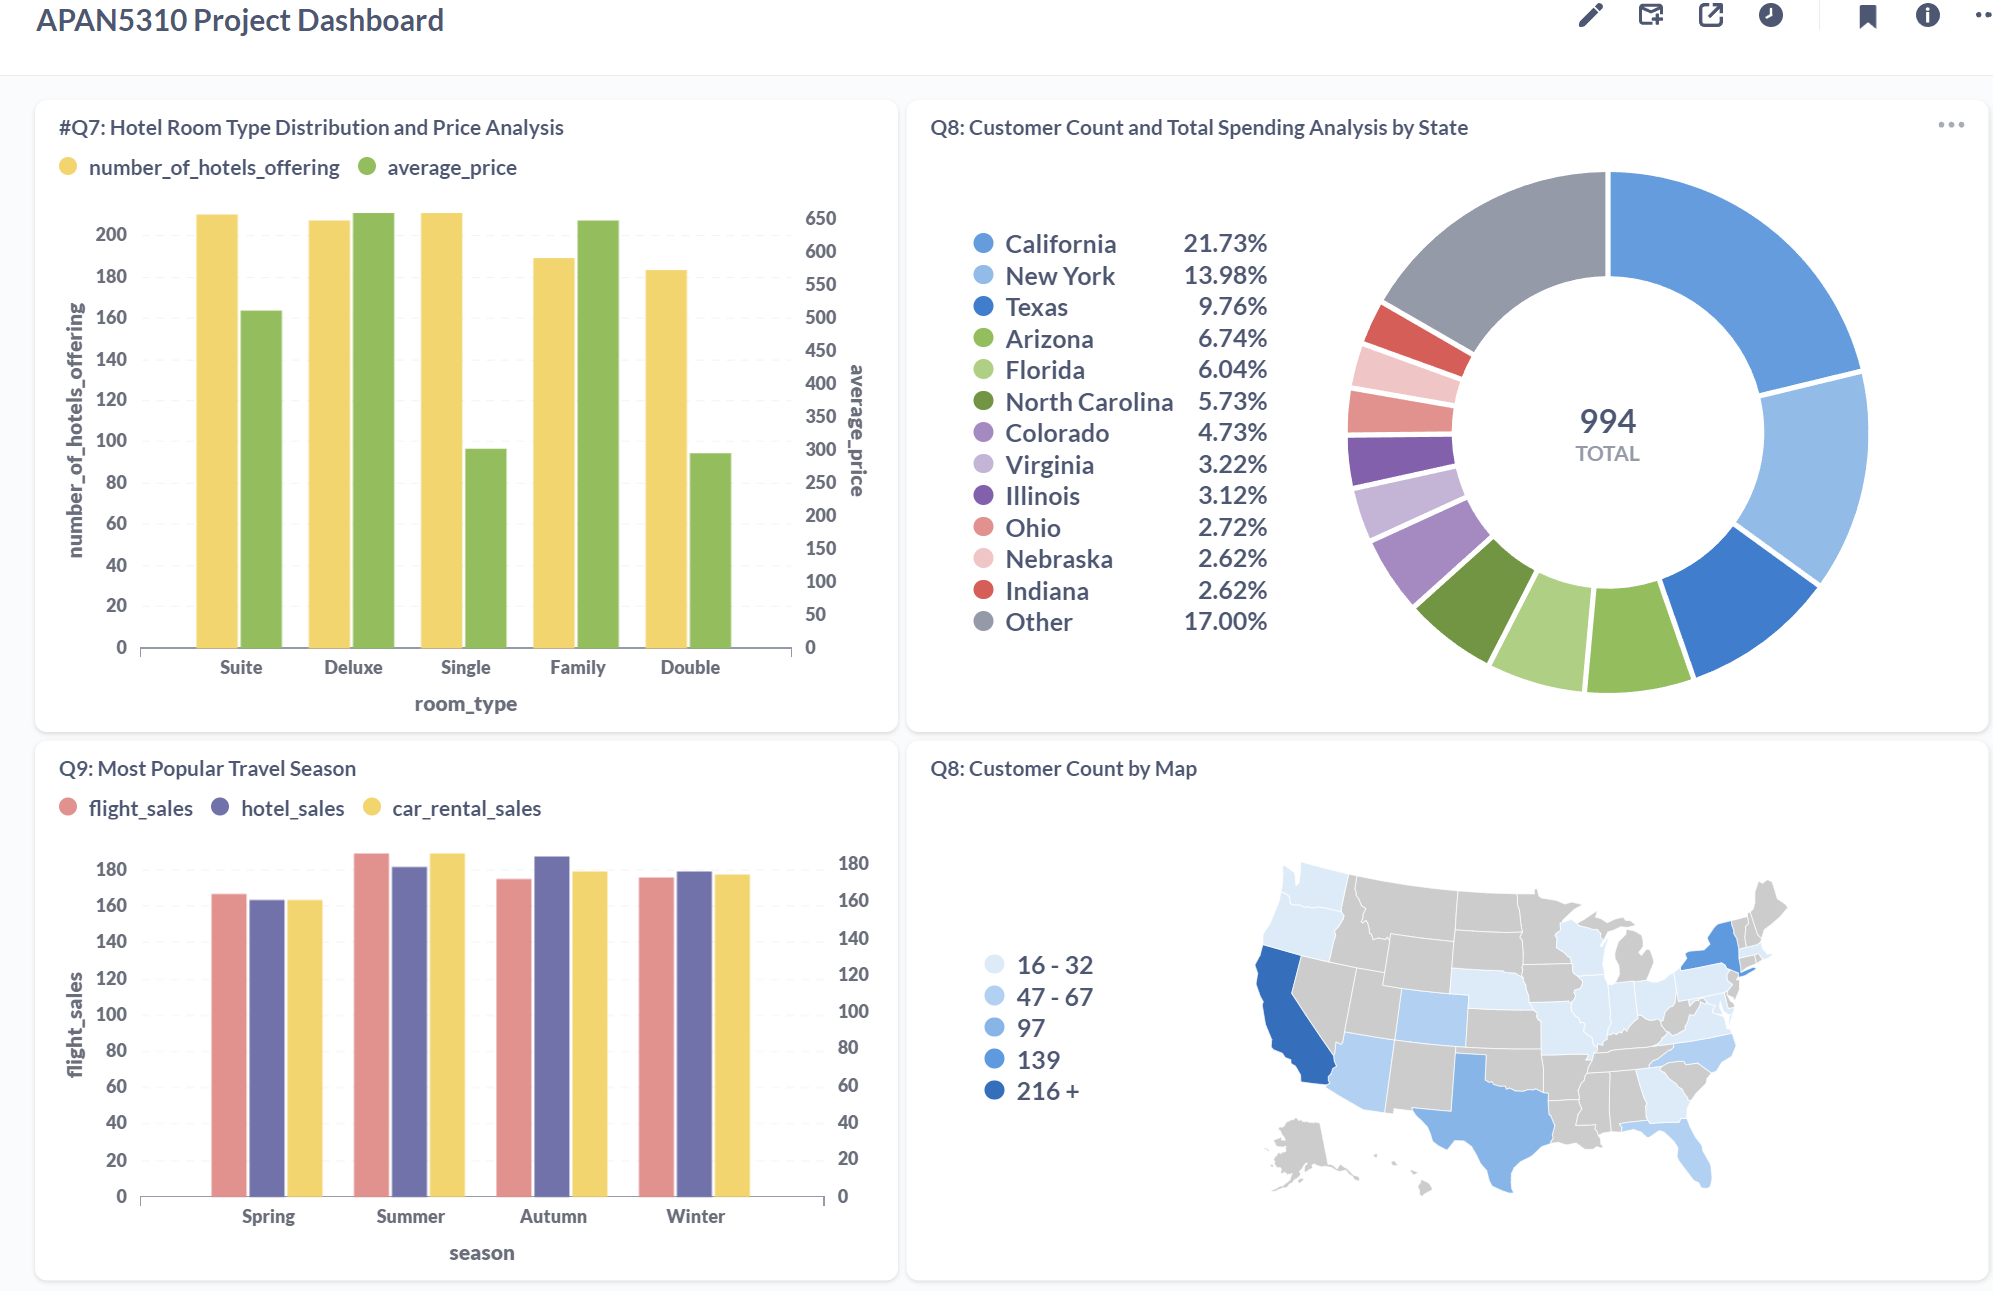 APAN5310 Project Dashboard
#Q7: Hotel Room Type Distribution and Price Analysis
number_of_hotels_offering average_price
number_of_hotels_offering
200
180
160
140
120
100
80
60
40
20
0
650
600
550
500
450
400
350
300
250
200
150
100
50
0
average_price
Suite Deluxe Single Family Double
room_type
Q8: Customer Count and Total Spending Analysis by State
California 21.73%
New York 13.98%
Texas 9.76%
Arizona 6.74%
Florida 6.04%
North Carolina 5.73%
Colorado 4.73%
Virginia 3.22%
Illinois 3.12%
Ohio 2.72%
Nebraska 2.62%
Indiana 2.62%
Other 17.00%
994
TOTAL
Q9: Most Popular Travel Season
flight_sales hotel_sales car_rental_sales
flight_sales
180
160
140
120
100
80
60
40
20
0
180
160
140
120
100
80
60
40
20
0
Spring Summer Autumn Winter
season
Q8: Customer Count by Map
16 - 32
47 - 67
97
139
216 +